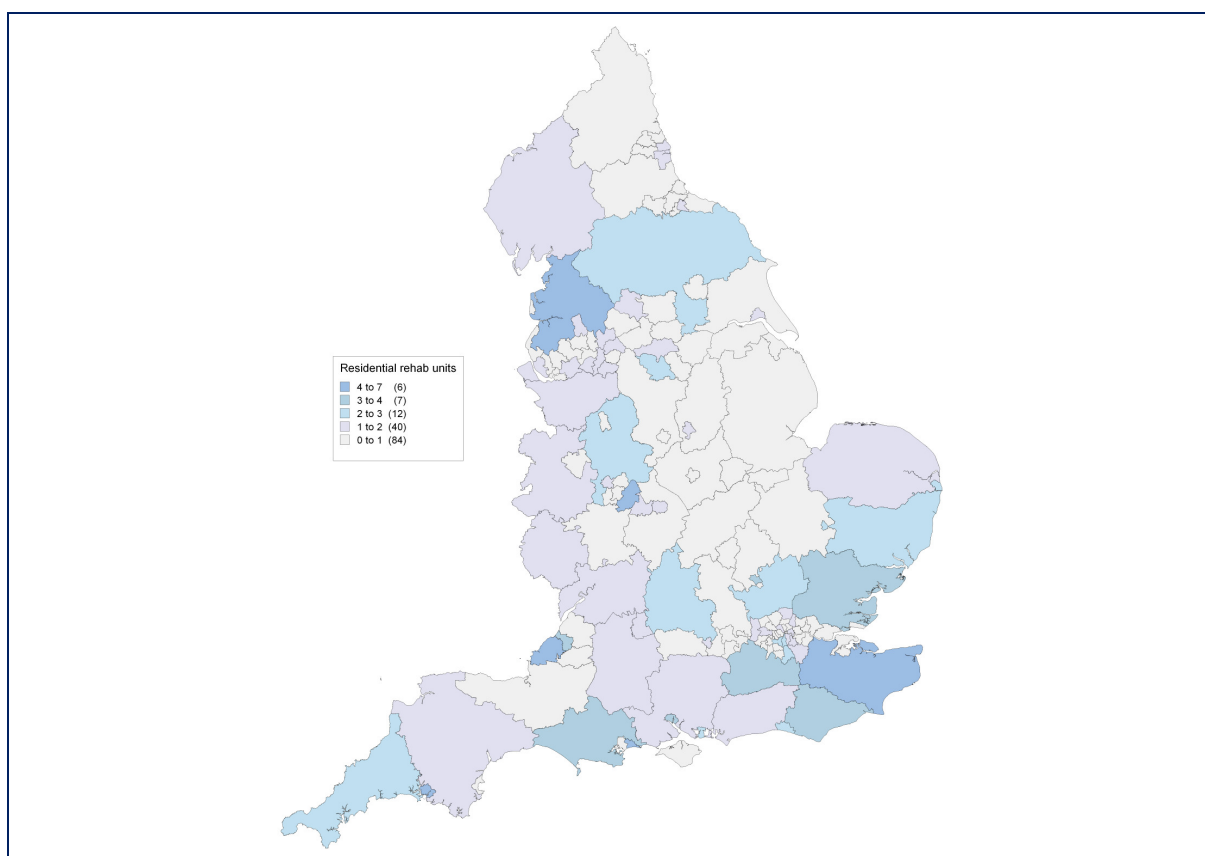 Residential rehab units
4 to 7 (6)
3 to 4 (7)
2 to 3 (12)
1 to 2 (40)
0 to 1 (84)